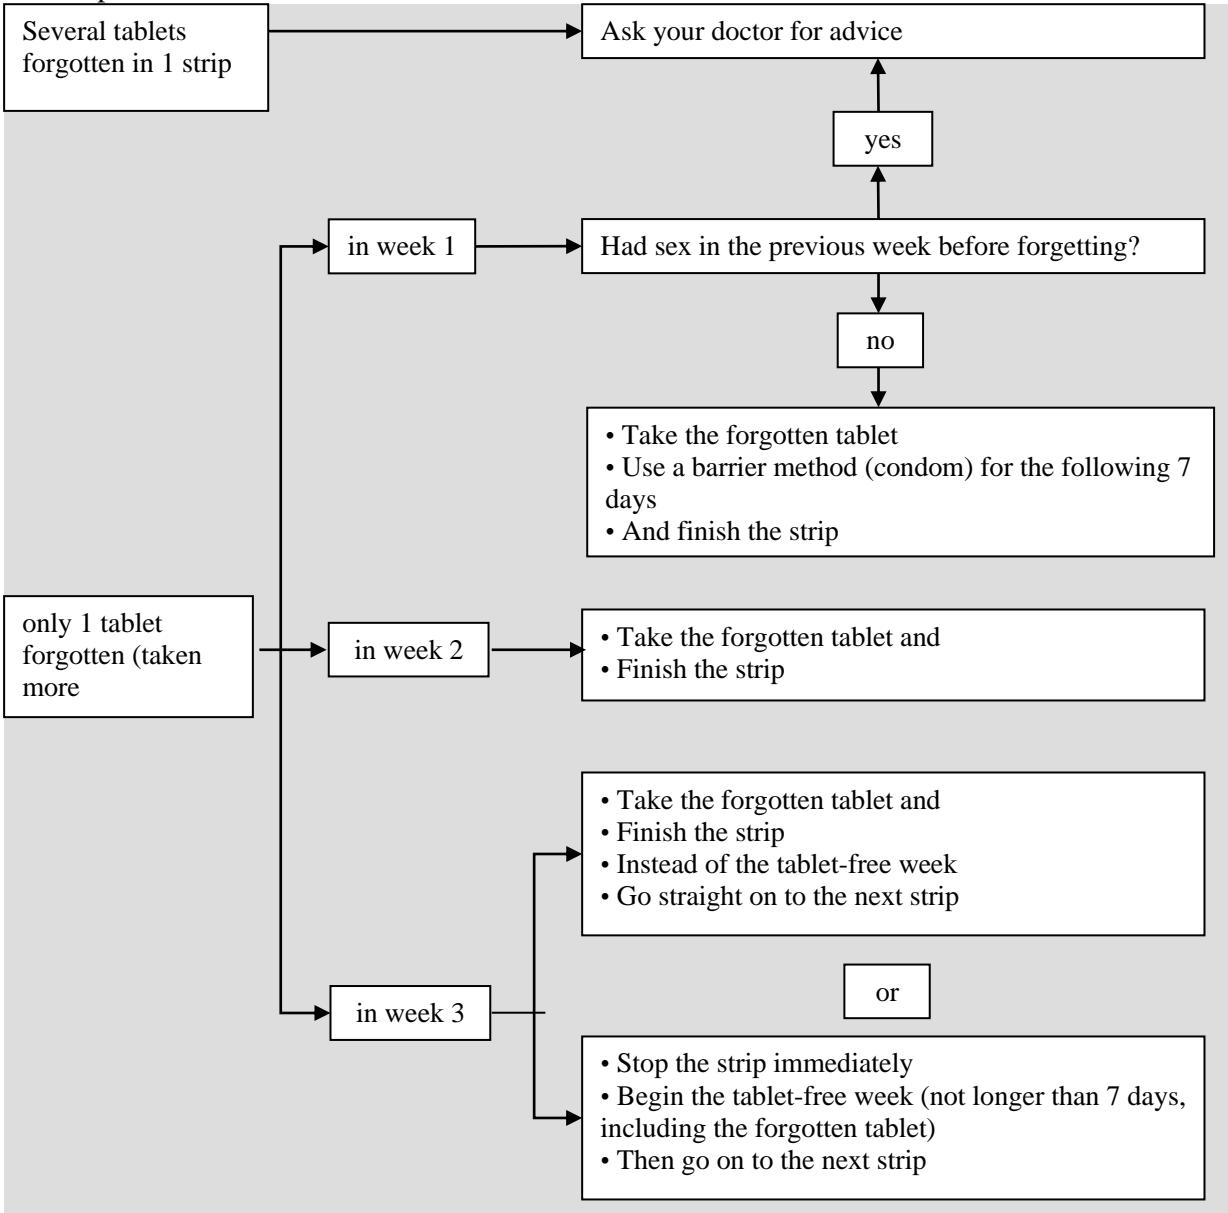 Several tablets
forgotten in 1 strip
Ask your doctor for advice
yes
in week 1
Had sex in the previous week before forgetting?
no
• Take the forgotten tablet
• Use a barrier method (condom) for the following 7
days
• And finish the strip
only 1 tablet
forgotten (taken
more
in week 2
• Take the forgotten tablet and
• Finish the strip
• Take the forgotten tablet and
• Finish the strip
• Instead of the tablet-free week
• Go straight on to the next strip
in week 3
or
• Stop the strip immediately
• Begin the tablet-free week (not longer than 7 days,
including the forgotten tablet)
• Then go on to the next strip